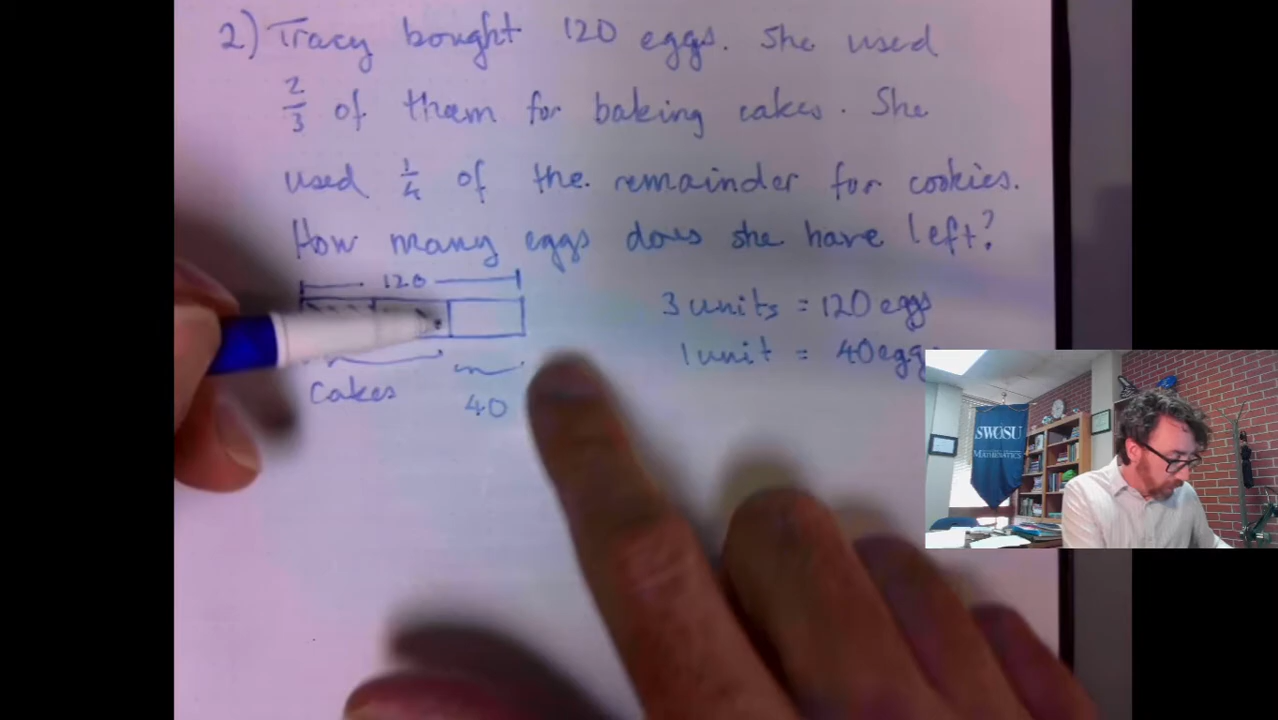 2) Tracy bought 120 eggs. She used
2/3 of them for baking cakes. She
used 1/4 of the remainder for cookies.
How many eggs does she have left?
120
3 units = 120 eggs
1 unit = 40 eggs
Cakes
40
SWOSU
MATHEMATICS